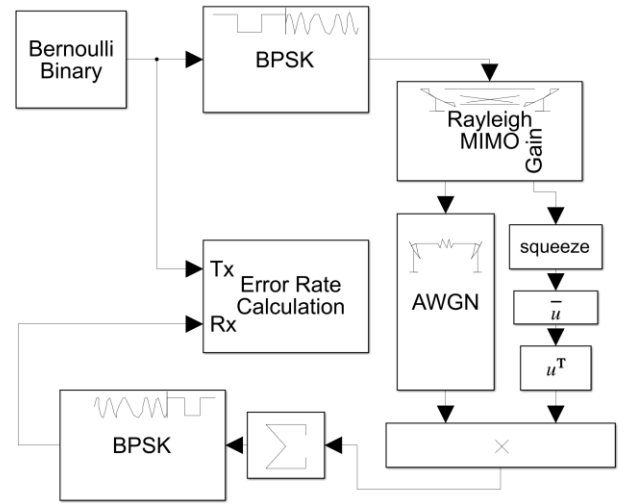 Bernoulli
Binary
BPSK
Rayleigh
MIMO
Gain
squeeze
u̅
uᵀ
AWGN
Tx
Error Rate
Calculation
Rx
BPSK
Σ
×